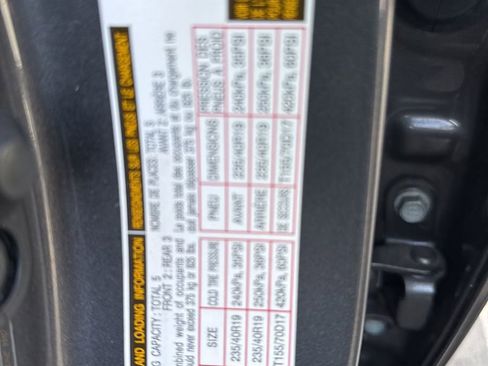 AND LOADING INFORMATION
RENSEIGNEMENTS SUR LES PNEUS ET LE CHARGEMENT
G CAPACITY : TOTAL 5
FRONT 2 : REAR 3
NOMBRE DE PLACES : TOTAL 5
AVANT 2 : ARRIÈRE 3
mbined weight of occupants and
ould never exceed 375 kg or 825 lbs.
Le poids total des occupants et du chargement ne
doit jamais dépasser 375 kg ou 825 lb.
SIZE COLD TIRE PRESSURE PNEU DIMENSIONS PRESSION DES PNEUS À FROID
235/40R19 240kPa, 35PSI AVANT 235/40R19 240kPa, 35PSI
235/40R19 250kPa, 36PSI ARRIÈRE 235/40R19 250kPa, 36PSI
T155/70D17 420kPa, 60PSI DE SECOURS T155/70D17 420kPa, 60PSI